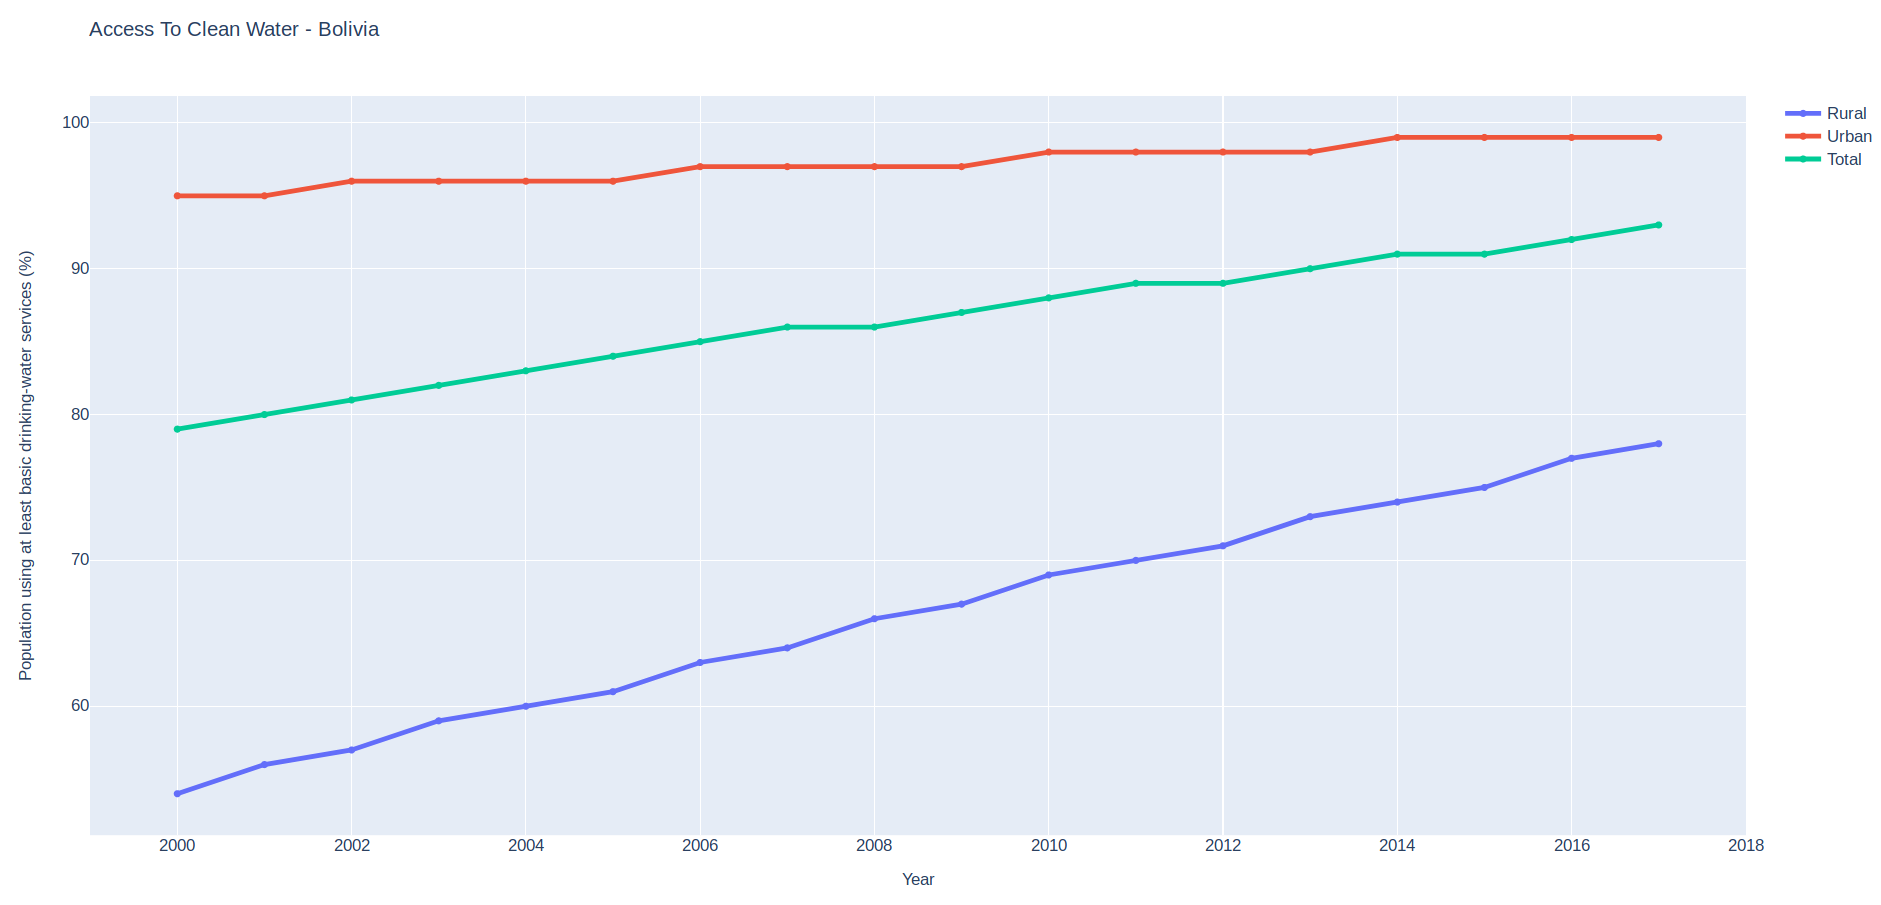 Access To Clean Water - Bolivia
Rural
Urban
Total
Population using at least basic drinking-water services (%)
100
90
80
70
60
2000 2002 2004 2006 2008 2010 2012 2014 2016 2018
Year